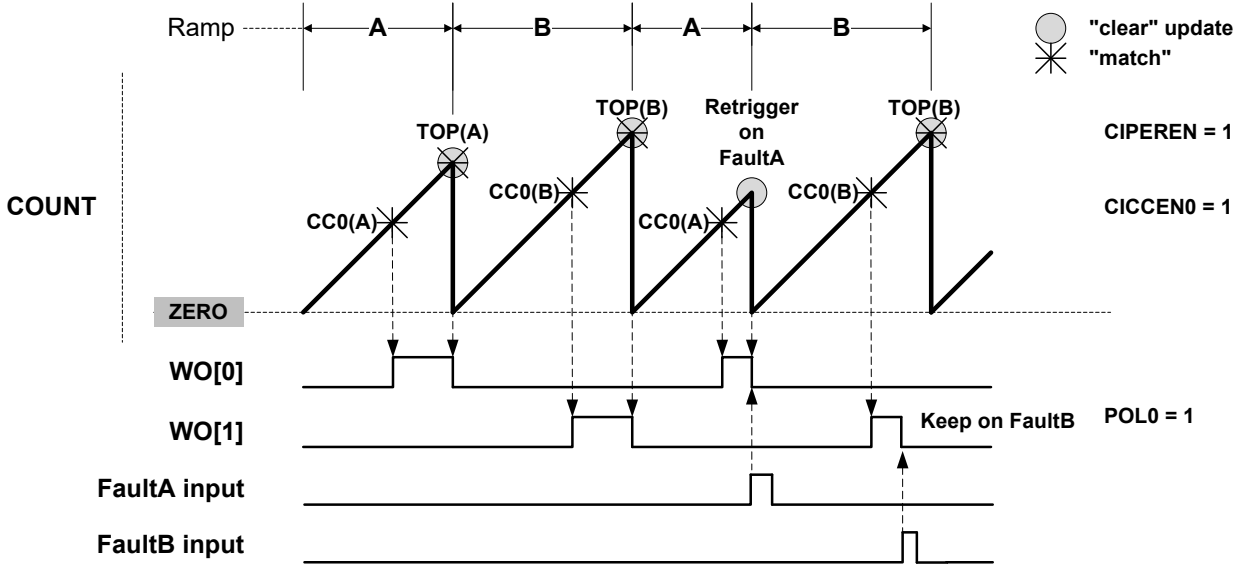 Ramp
A
B
A
B
"clear" update
"match"
TOP(A)
TOP(B)
Retrigger
on
FaultA
TOP(B)
CIPEREN = 1
COUNT
CC0(A)
CC0(B)
CC0(A)
CC0(B)
CICCEN0 = 1
ZERO
WO[0]
WO[1]
Keep on FaultB
POL0 = 1
FaultA input
FaultB input